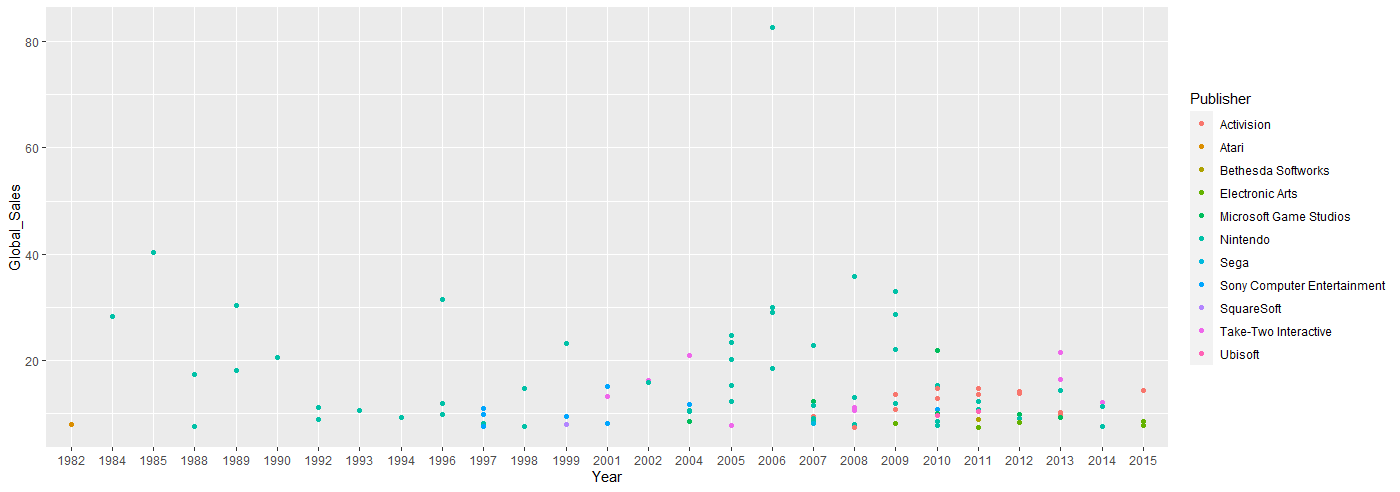 80
60
40
20
Global_Sales
1982 1984 1985 1988 1989 1990 1992 1993 1994 1996 1997 1998 1999 2001 2002 2004 2005 2006 2007 2008 2009 2010 2011 2012 2013 2014 2015
Year
Publisher
Activision
Atari
Bethesda Softworks
Electronic Arts
Microsoft Game Studios
Nintendo
Sega
Sony Computer Entertainment
SquareSoft
Take-Two Interactive
Ubisoft